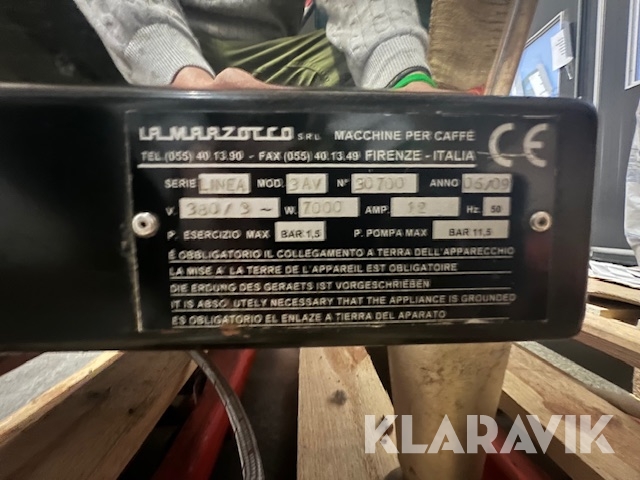 LA MARZOCCO S.R.L. MACCHINE PER CAFFÉ
TEL (055) 40 13.90 - FAX (055) 40.13.49 FIRENZE - ITALIA
CE
SERIE LINEA MOD. 3AV N° 30700 ANNO 05/09
V. 380/3~ W. 7000 AMP. 12 Hz. 50
P. ESERCIZIO MAX BAR 1,5 P. POMPA MAX BAR 11,5
É OBBLIGATORIO IL COLLEGAMENTO A TERRA DELL'APPARECCHIO
LA MISE A LA TERRE DE L'APPAREIL EST OBLIGATOIRE
DIE ERDUNG DES GERAETS IST VORGESCHRIEBEN
IT IS ABSOLUTELY NECESSARY THAT THE APPLIANCE IS GROUNDED
ES OBLIGATORIO EL ENLAZE A TIERRA DEL APARATO
KLARAVIK